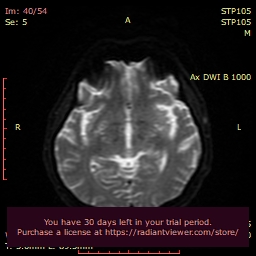 Im: 40/54
Se: 5
A
STP105
STP105
M
Ax DWI B 1000
R
L
You have 30 days left in your trial period.
Purchase a license at https://radiantviewer.com/store/